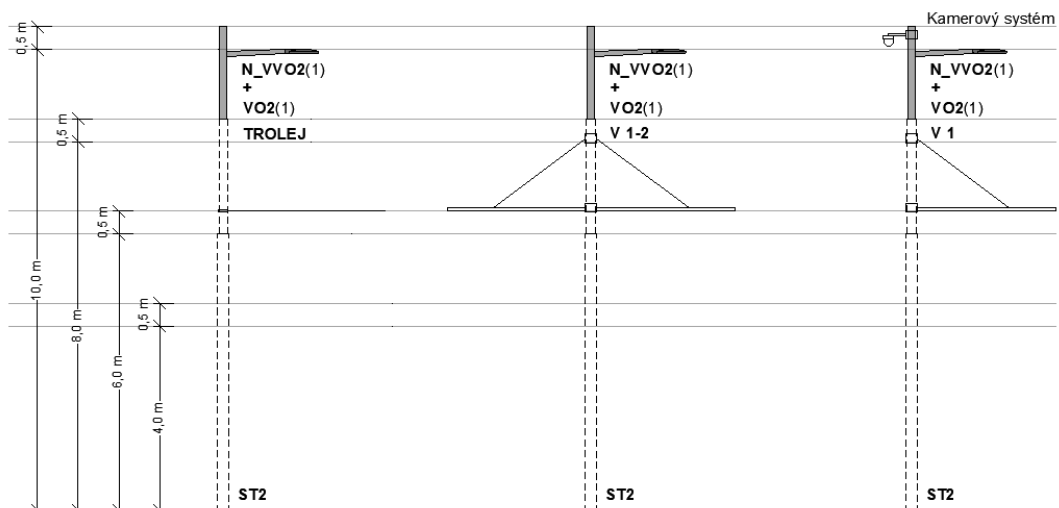 Kamerový systém
0,5 m
N_VVO2(1)
+
VO2(1)
TROLEJ
N_VVO2(1)
+
VO2(1)
V 1-2
N_VVO2(1)
+
VO2(1)
V 1
0,5 m
0,5 m
0,5 m
10,0 m
8,0 m
6,0 m
4,0 m
ST2
ST2
ST2